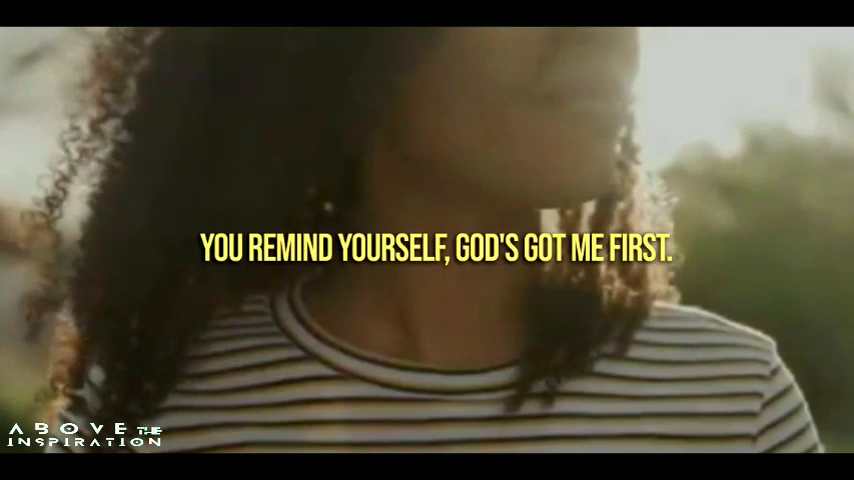 YOU REMIND YOURSELF, GOD'S GOT ME FIRST.
ABOVE THE
INSPIRATION